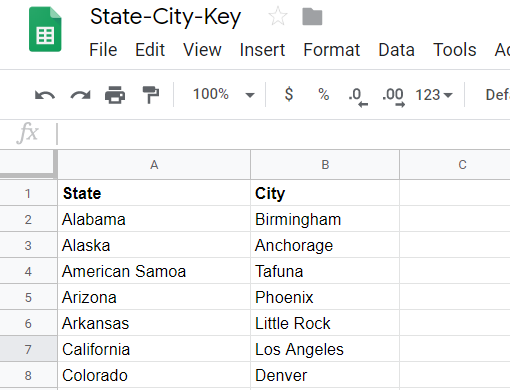 State-City-Key
File Edit View Insert Format Data Tools
100% $ % .0 .00 123 Def
fx
A B C
1 State City
2 Alabama Birmingham
3 Alaska Anchorage
4 American Samoa Tafuna
5 Arizona Phoenix
6 Arkansas Little Rock
7 California Los Angeles
8 Colorado Denver